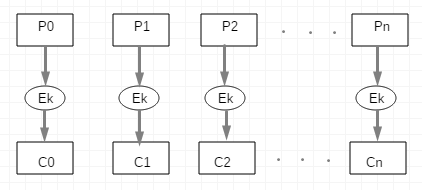 P0 P1 P2 . . . Pn
Ek Ek Ek Ek
C0 C1 C2 . . . Cn